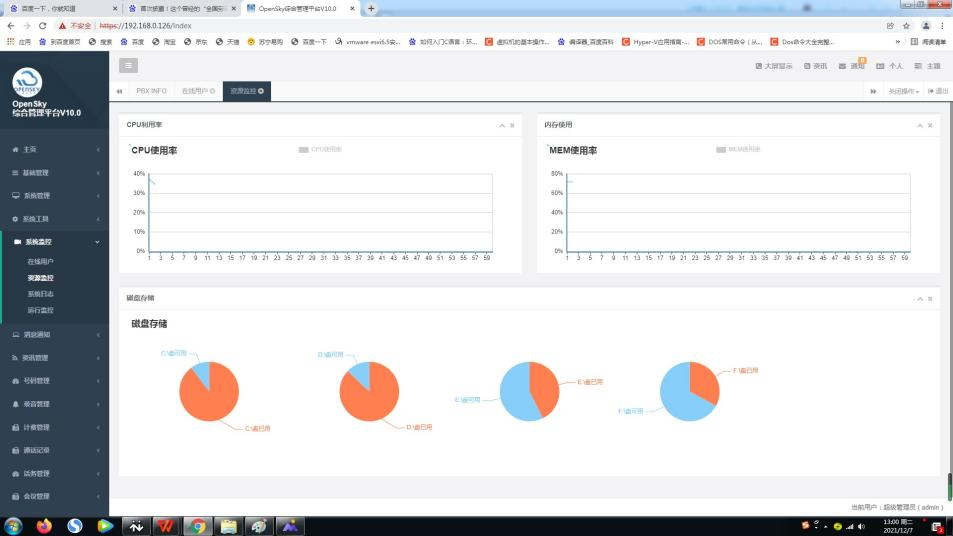 百度一下，你就知道
OpenSky综合管理平台V10.0
不安全
https://192.168.0.126/index
应用
到百度首页
搜索
百度
淘宝
搜索
京东
天猫
苏宁易购
百度一下
vmware esxi6.5安...
如何入门C语言：环...
虚拟机的基本操作...
编译器_百度百科
Hyper-V应用指南-...
DOS常用命令（从...
Dos命令大全完整...
阅读清单
OPENSKY
OpenSky
综合管理平台V10.0
大屏显示
资讯
通知
个人
主题
PBX INFO
在线用户
资源监控
关闭操作
退出
主页
基础管理
系统管理
系统工具
系统监控
在线用户
资源监控
系统日志
运行监控
消息通知
资讯管理
号码管理
录音管理
计费管理
通话记录
话务管理
会议管理
CPU利用率
CPU使用率
CPU使用率
40%
30%
20%
10%
0%
1 3 5 7 9 11 13 15 17 19 21 23 25 27 29 31 33 35 37 39 41 43 45 47 49 51 53 55 57 59
内存使用
MEM使用率
MEM使用率
80%
60%
40%
20%
0%
1 3 5 7 9 11 13 15 17 19 21 23 25 27 29 31 33 35 37 39 41 43 45 47 49 51 53 55 57 59
磁盘存储
磁盘存储
C:\盘可用
C:\盘已用
D:\盘可用
D:\盘已用
E:\盘已用
E:\盘可用
F:\盘已用
F:\盘可用
当前用户：超级管理员（admin）
13:00 周二
2021/12/7